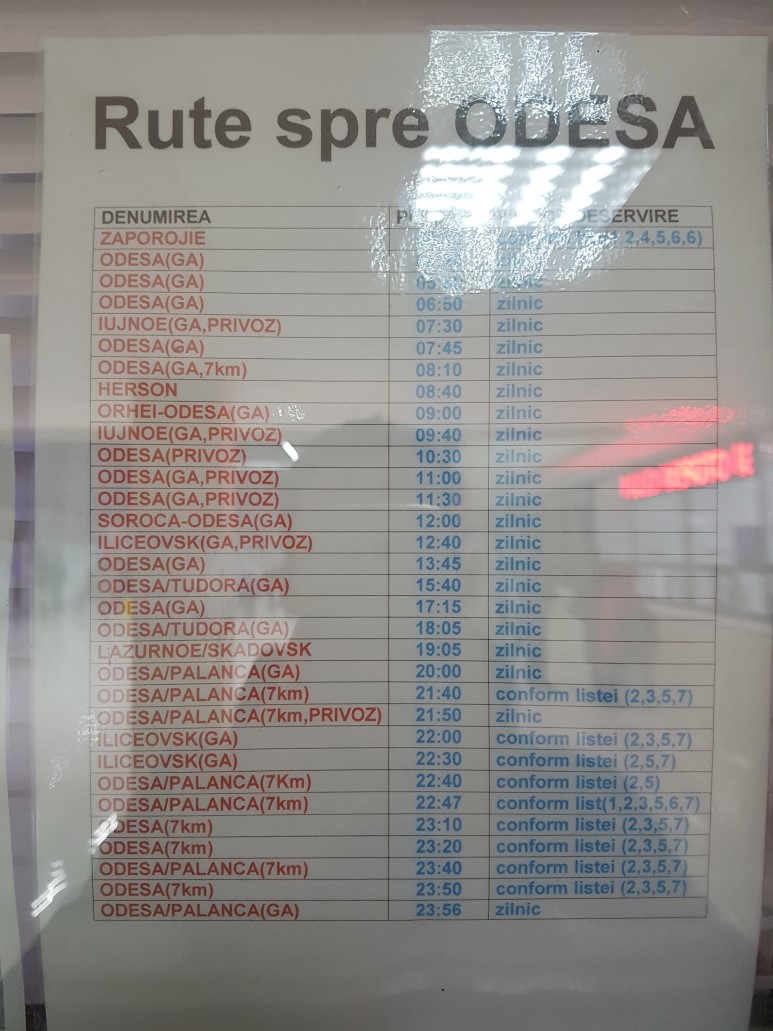 Rute spre ODESA
DENUMIREA DESERVIRE
ZAPOROJIE 2,4,5,6,6)
ODESA(GA)
ODESA(GA) zilnic
ODESA(GA) 06:50 zilnic
IUJNOE(GA,PRIVOZ) 07:30 zilnic
ODESA(GA) 07:45 zilnic
ODESA(GA,7km) 08:10 zilnic
HERSON 08:40 zilnic
ORHEI-ODESA(GA) 09:00 zilnic
IUJNOE(GA,PRIVOZ) 09:40 zilnic
ODESA(PRIVOZ) 10:30 zilnic
ODESA(GA,PRIVOZ) 11:00 zilnic
ODESA(GA,PRIVOZ) 11:30 zilnic
SOROCA-ODESA(GA) 12:00 zilnic
ILICEOVSK(GA,PRIVOZ) 12:40 zilnic
ODESA(GA) 13:45 zilnic
ODESA/TUDORA(GA) 15:40 zilnic
ODESA(GA) 17:15 zilnic
ODESA/TUDORA(GA) 18:05 zilnic
LAZURNOE/SKADOVSK 19:05 zilnic
ODESA/PALANCA(GA) 20:00 zilnic
ODESA/PALANCA(7km) 21:40 conform listei (2,3,5,7)
ODESA/PALANCA(7km,PRIVOZ) 21:50 zilnic
ILICEOVSK(GA) 22:00 conform listei (2,3,5,7)
ILICEOVSK(GA) 22:30 conform listei (2,5,7)
ODESA/PALANCA(7Km) 22:40 conform listei (2,5)
ODESA/PALANCA(7km) 22:47 conform list(1,2,3,5,6,7)
ODESA(7km) 23:10 conform listei (2,3,5,7)
ODESA(7km) 23:20 conform listei (2,3,5,7)
ODESA/PALANCA(7km) 23:40 conform listei (2,3,5,7)
ODESA(7km) 23:50 conform listei (2,3,5,7)
ODESA/PALANCA(GA) 23:56 zilnic